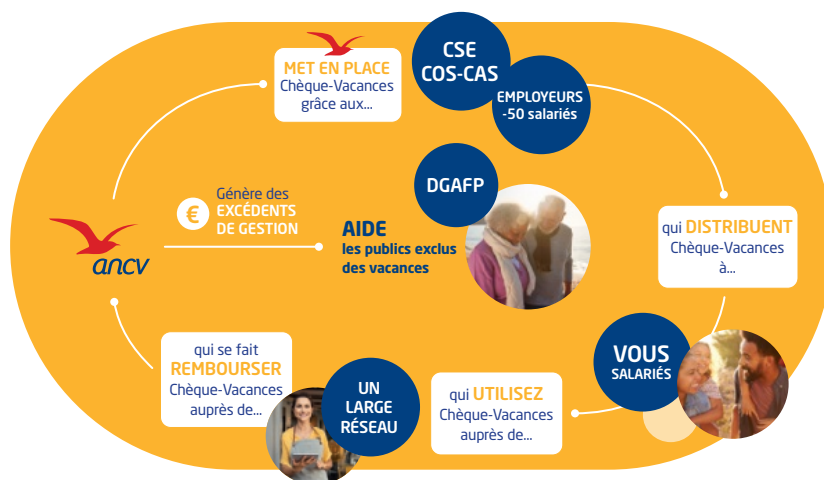 MET EN PLACE
Chèque-Vacances
grâce aux...
CSE
COS-CAS
EMPLOYEURS
-50 salariés
DGAFP
€
Génère des
EXCÉDENTS
DE GESTION
AIDE
les publics exclus
des vacances
ancv
qui DISTRIBUENT
Chèque-Vacances
à...
VOUS
SALARIÉS
qui UTILISEZ
Chèque-Vacances
auprès de...
UN
LARGE
RÉSEAU
qui se fait
REMBOURSER
Chèque-Vacances
auprès de...